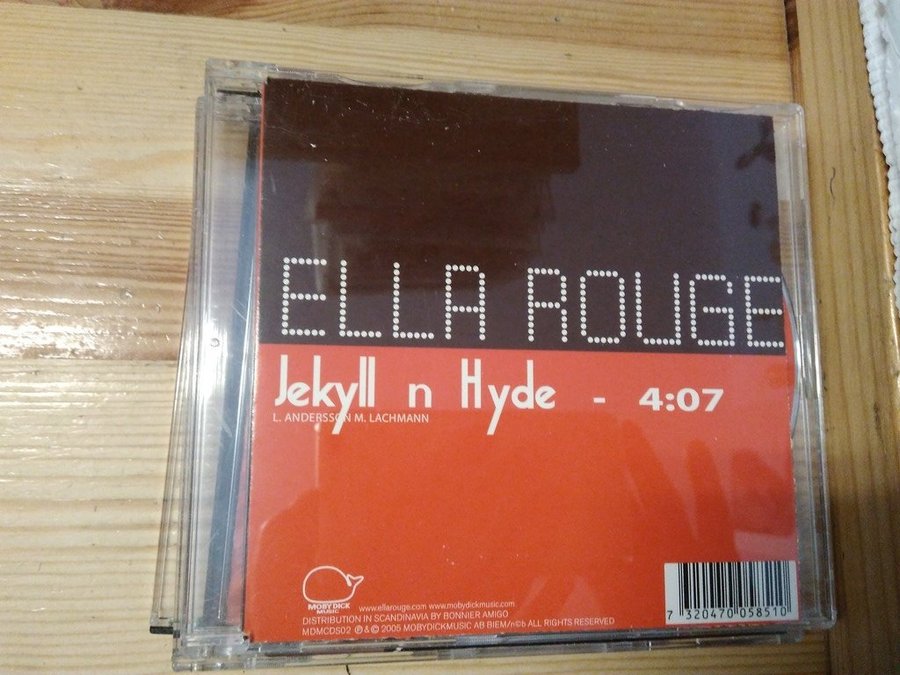 ELLA ROUGE
Jekyll n Hyde - 4:07
L. ANDERSSON M. LACHMANN
MOBY DICK
MUSIC
www.ellarouge.com www.mobydickmusic.com
DISTRIBUTION IN SCANDINAVIA BY BONNIER AMIGO
MDMCDS02 ℗ & © 2005 MOBYDICKMUSIC AB BIEM/n©b ALL RIGHTS RESERVED
7 320470 058510